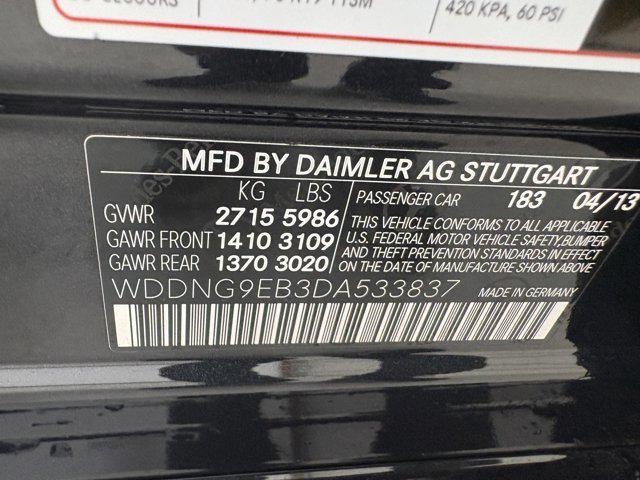 420 KPA, 60 PSI
MFD BY DAIMLER AG STUTTGART
KG LBS
GVWR 2715 5986
GAWR FRONT 1410 3109
GAWR REAR 1370 3020
PASSENGER CAR 183 04/13
THIS VEHICLE CONFORMS TO ALL APPLICABLE
U.S. FEDERAL MOTOR VEHICLE SAFETY, BUMPER
AND THEFT PREVENTION STANDARDS IN EFFECT
ON THE DATE OF MANUFACTURE SHOWN ABOVE.
WDDNG9EB3DA533837 MADE IN GERMANY